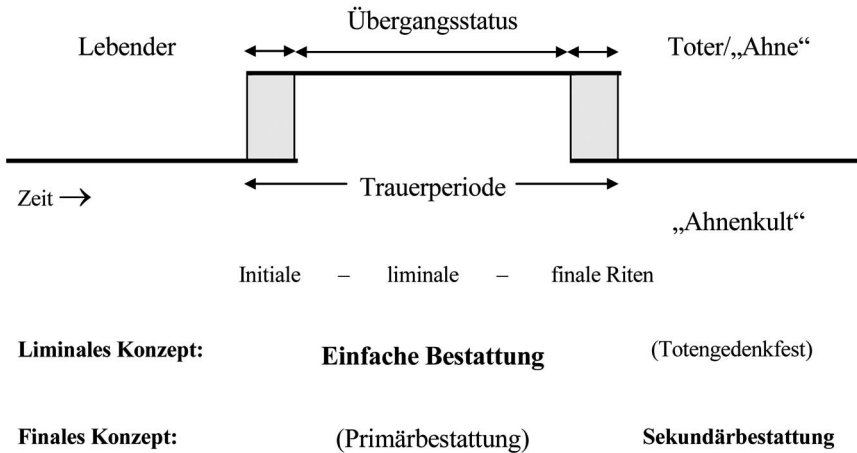 Übergangsstatus
Lebender Toter/„Ahne“
Trauerperiode
Zeit →
„Ahnenkult“
Initiale – liminale – finale Riten
Liminales Konzept: Einfache Bestattung (Totengedenkfest)
Finales Konzept: (Primärbestattung) Sekundärbestattung